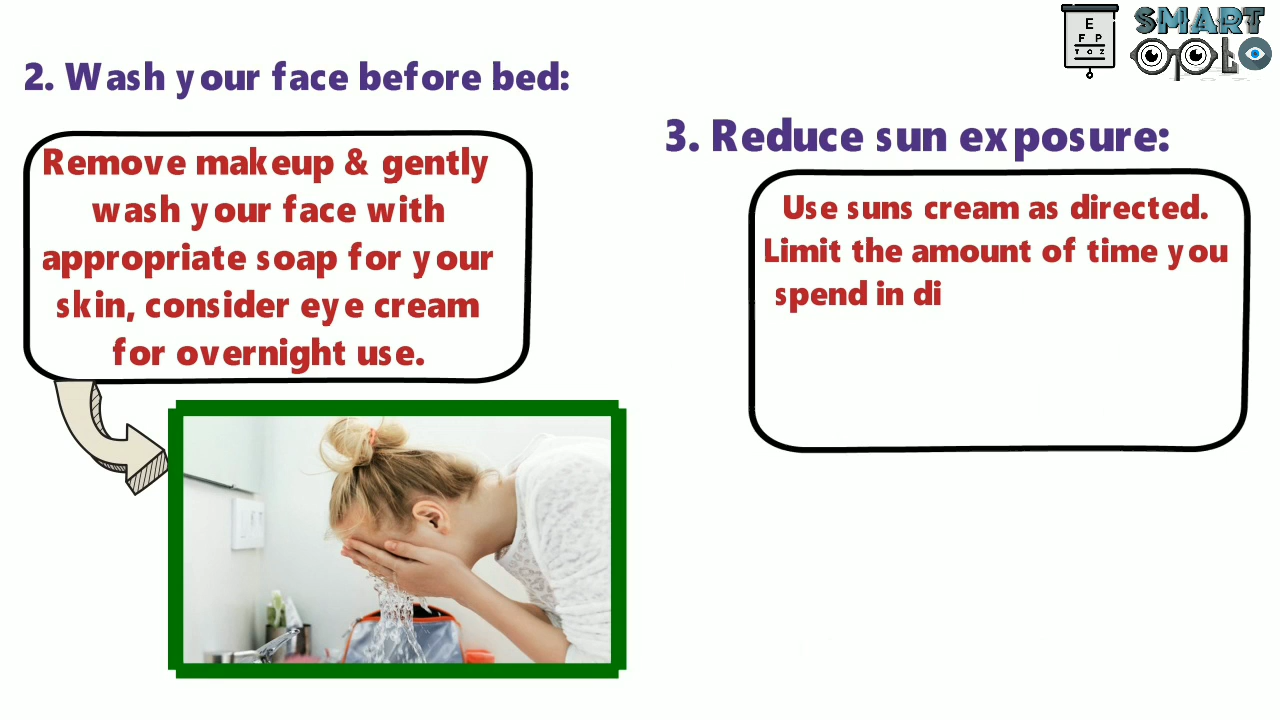 SMART
E
F P
T O Z
2. Wash your face before bed:
Remove makeup & gently
wash your face with
appropriate soap for your
skin, consider eye cream
for overnight use.
3. Reduce sun exposure:
Use suns cream as directed.
Limit the amount of time you
spend in di